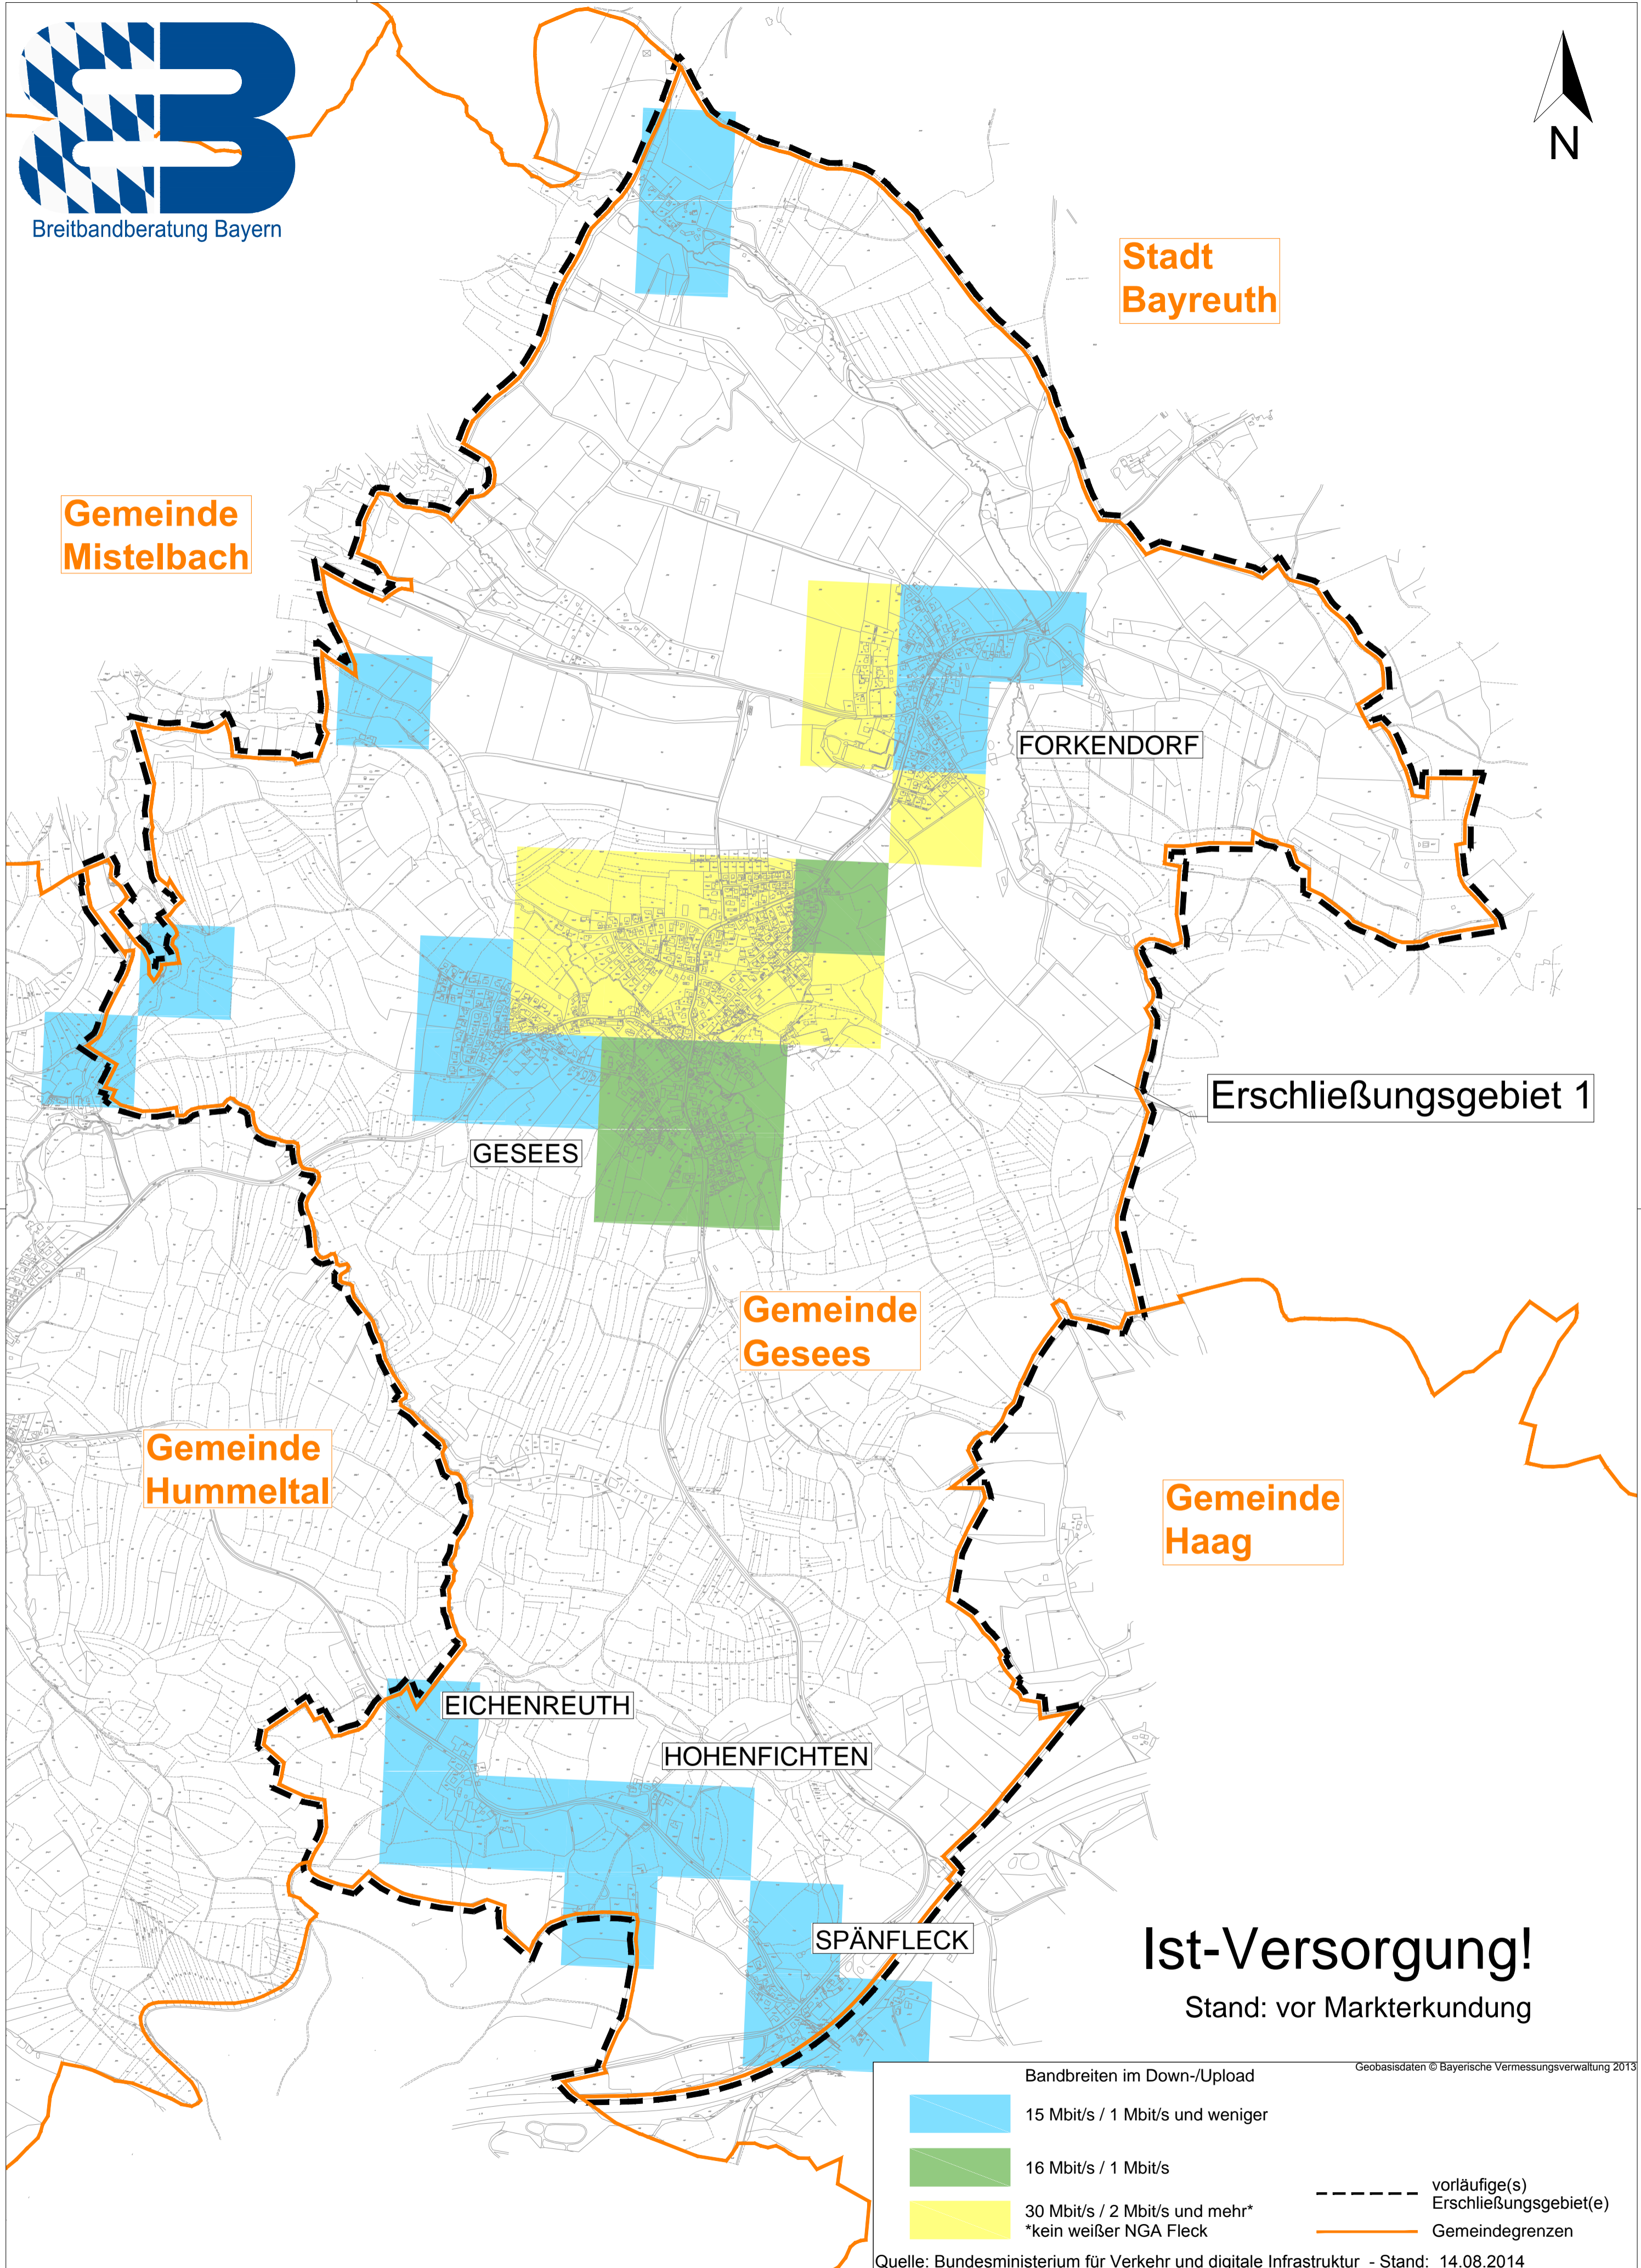 Breitbandberatung Bayern
N
Stadt
Bayreuth
Gemeinde
Mistelbach
FORKENDORF
Erschließungsgebiet 1
GESEES
Gemeinde
Gesees
Gemeinde
Hummeltal
Gemeinde
Haag
EICHENREUTH
HOHENFICHTEN
SPÄNFLECK
Ist-Versorgung!
Stand: vor Markterkundung
Geobasisdaten © Bayerische Vermessungsverwaltung 2013
Bandbreiten im Down-/Upload
15 Mbit/s / 1 Mbit/s und weniger
16 Mbit/s / 1 Mbit/s
30 Mbit/s / 2 Mbit/s und mehr*
*kein weißer NGA Fleck
vorläufige(s)
Erschließungsgebiet(e)
Gemeindegrenzen
Quelle: Bundesministerium für Verkehr und digitale Infrastruktur - Stand: 14.08.2014